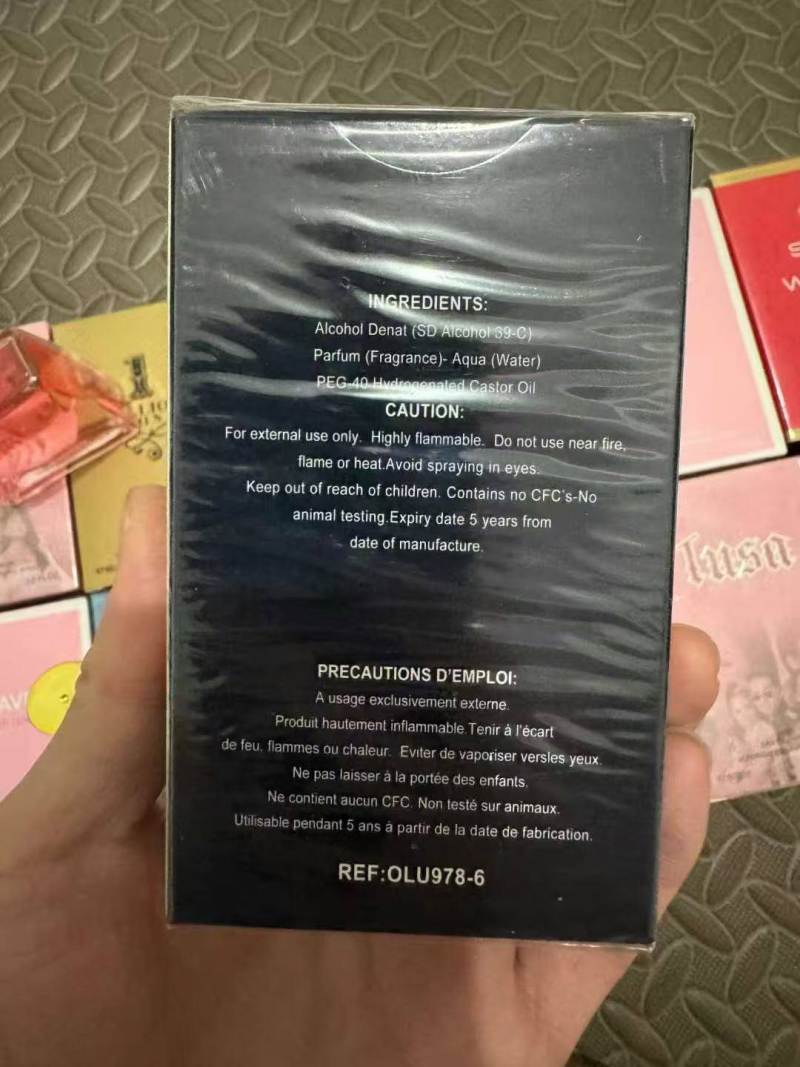 INGREDIENTS:
Alcohol Denat (SD Alcohol 39-C)
Parfum (Fragrance)- Aqua (Water)
PEG-40 Hydrogenated Castor Oil
CAUTION:
For external use only. Highly flammable. Do not use near fire,
flame or heat.Avoid spraying in eyes.
Keep out of reach of children. Contains no CFC's-No
animal testing.Expiry date 5 years from
date of manufacture.
PRECAUTIONS D'EMPLOI:
A usage exclusivement externe.
Produit hautement inflammable.Tenir à l'écart
de feu, flammes ou chaleur. Eviter de vaporiser versles yeux.
Ne pas laisser à la portée des enfants.
Ne contient aucun CFC. Non testé sur animaux.
Utilisable pendant 5 ans à partir de la date de fabrication.
REF:OLU978-6
lusa